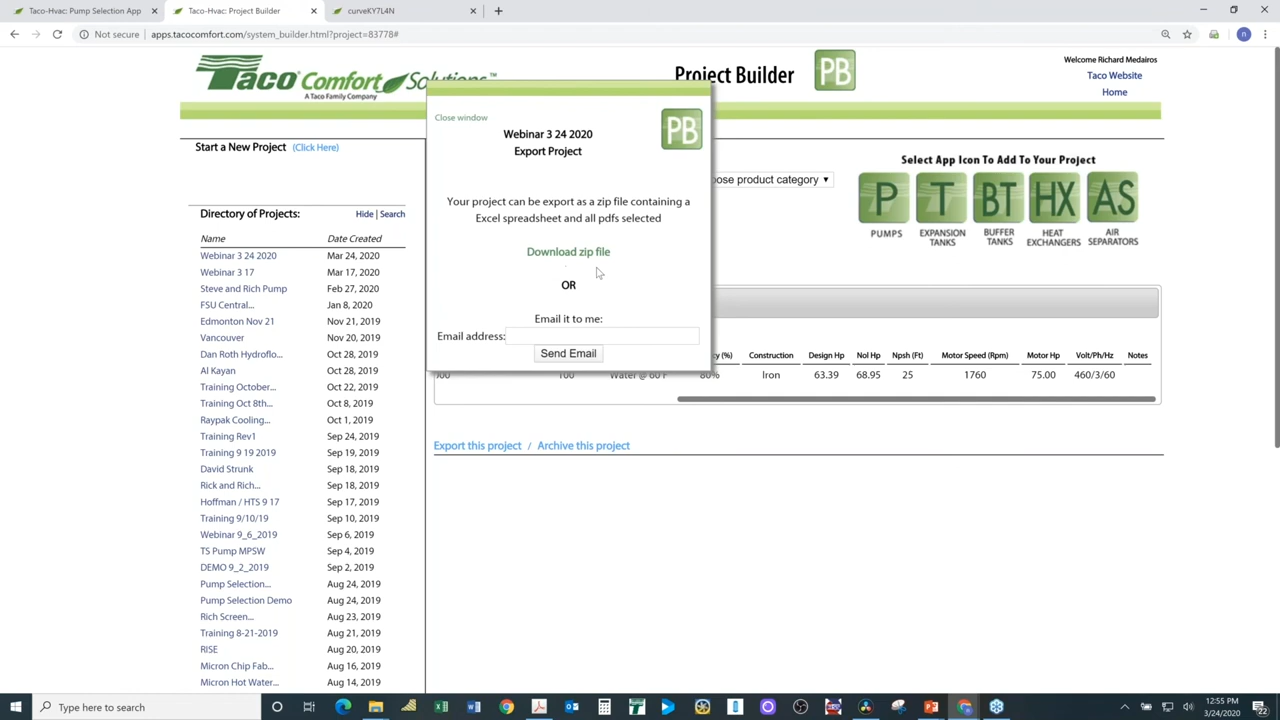 Taco-Hvac: Pump Selection App
Taco-Hvac: Project Builder
curveKY7L4N
Not secure
apps.tacocomfort.com/system_builder.html?project=83778#
n
Taco Comfort Solutions™
A Taco Family Company
Project Builder
PB
Welcome Richard Medairos
Taco Website
Home
Start a New Project (Click Here)
Directory of Projects: Hide | Search
Name Date Created
Webinar 3 24 2020 Mar 24, 2020
Webinar 3 17 Mar 17, 2020
Steve and Rich Pump Feb 27, 2020
FSU Central... Jan 8, 2020
Edmonton Nov 21 Nov 21, 2019
Vancouver Nov 20, 2019
Dan Roth Hydroflo... Oct 28, 2019
Al Kayan Oct 28, 2019
Training October... Oct 22, 2019
Training Oct 8th... Oct 8, 2019
Raypak Cooling... Oct 1, 2019
Training Rev1 Sep 24, 2019
Training 9 19 2019 Sep 19, 2019
David Strunk Sep 18, 2019
Rick and Rich... Sep 18, 2019
Hoffman / HTS 9 17 Sep 17, 2019
Training 9/10/19 Sep 10, 2019
Webinar 9_6_2019 Sep 6, 2019
TS Pump MPSW Sep 4, 2019
DEMO 9_2_2019 Sep 2, 2019
Pump Selection... Aug 24, 2019
Pump Selection Demo Aug 24, 2019
Rich Screen... Aug 23, 2019
Training 8-21-2019 Aug 21, 2019
RISE Aug 20, 2019
Micron Chip Fab... Aug 16, 2019
Micron Hot Water... Aug 14, 2019
Close window
PB
Webinar 3 24 2020
Export Project
Your project can be export as a zip file containing a
Excel spreadsheet and all pdfs selected
Download zip file
OR
Email it to me:
Email address:
Send Email
oose product category
Select App Icon To Add To Your Project
P T BT HX AS
PUMPS
EXPANSION
TANKS
BUFFER
TANKS
HEAT
EXCHANGERS
AIR
SEPARATORS
cy (%) Construction Design Hp Nol Hp Npsh (Ft) Motor Speed (Rpm) Motor Hp Volt/Ph/Hz Notes
100 Water @ 60 F 80% Iron 63.39 68.95 25 1760 75.00 460/3/60
Export this project / Archive this project
Type here to search
12:55 PM
3/24/2020
22